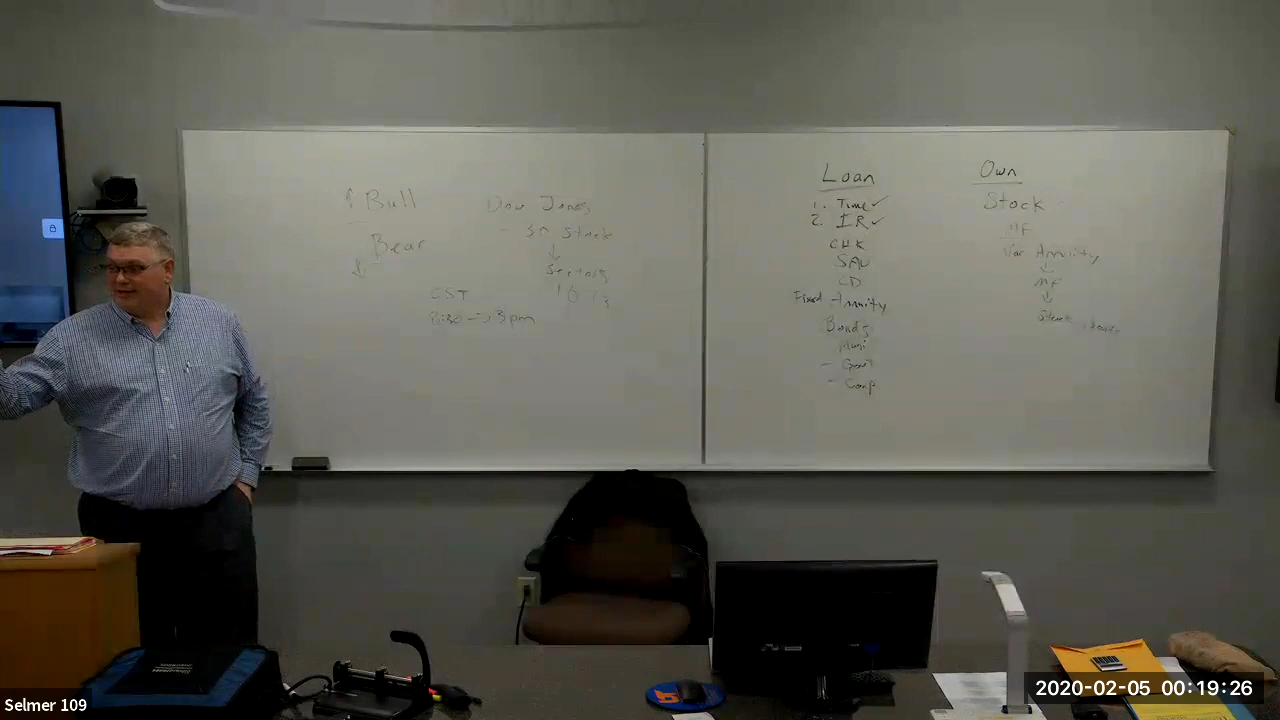 ↑ Bull
Bear
↓
Dow Jones
- 30 Stock
↓
CST
8:30 -> 3pm
Loan
1. Time ✓
2. IR ✓
CHK
SAV
CD
Fixed Annuity
Bonds
Muni
- Govt
- Corp
Own
Stock
MF
Var Annuity
↓
MF
↓
Selmer 109
2020-02-05 00:19:26